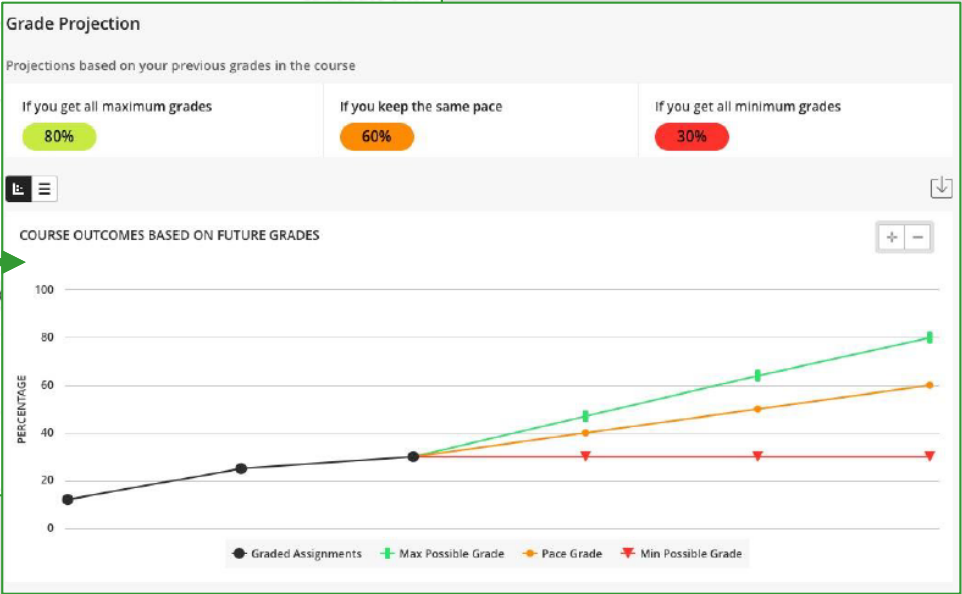 Grade Projection
Projections based on your previous grades in the course
If you get all maximum grades
If you keep the same pace
If you get all minimum grades
80%
60%
30%
COURSE OUTCOMES BASED ON FUTURE GRADES
100
80
60
40
20
0
PERCENTAGE
Graded Assignments
Max Possible Grade
Pace Grade
Min Possible Grade